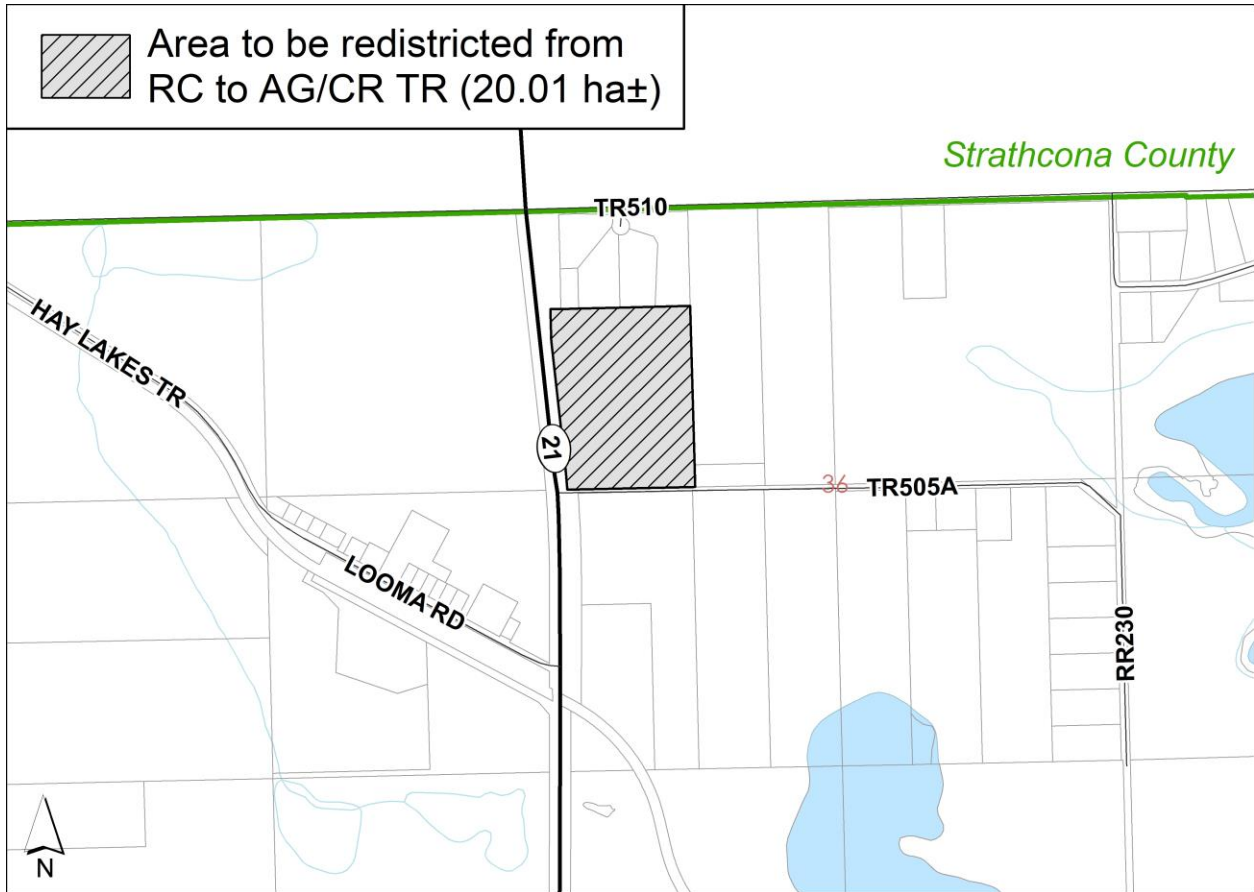 Area to be redistricted from
RC to AG/CR TR (20.01 ha±)
Strathcona County
TR510
HAY LAKES TR
21
36
TR505A
LOOMA RD
RR230
N